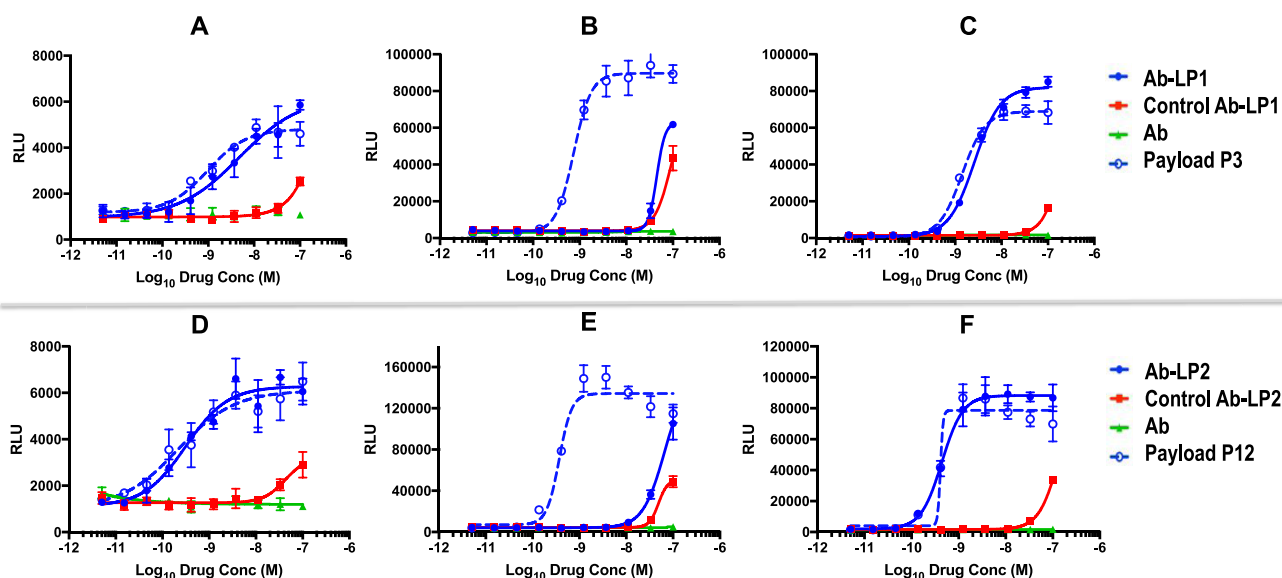 A
B
C
8000
6000
4000
2000
0
RLU
-12 -11 -10 -9 -8 -7 -6
Log10 Drug Conc (M)
100000
80000
60000
40000
20000
0
RLU
-12 -11 -10 -9 -8 -7 -6
Log10 Drug Conc (M)
100000
80000
60000
40000
20000
0
RLU
-12 -11 -10 -9 -8 -7 -6
Log10 Drug Conc (M)
Ab-LP1
Control Ab-LP1
Ab
Payload P3
D
E
F
8000
6000
4000
2000
0
RLU
-12 -11 -10 -9 -8 -7 -6
Log10 Drug Conc (M)
160000
120000
80000
40000
0
RLU
-12 -11 -10 -9 -8 -7 -6
Log10 Drug Conc (M)
120000
100000
80000
60000
40000
20000
0
RLU
-12 -11 -10 -9 -8 -7 -6
Log10 Drug Conc (M)
Ab-LP2
Control Ab-LP2
Ab
Payload P12